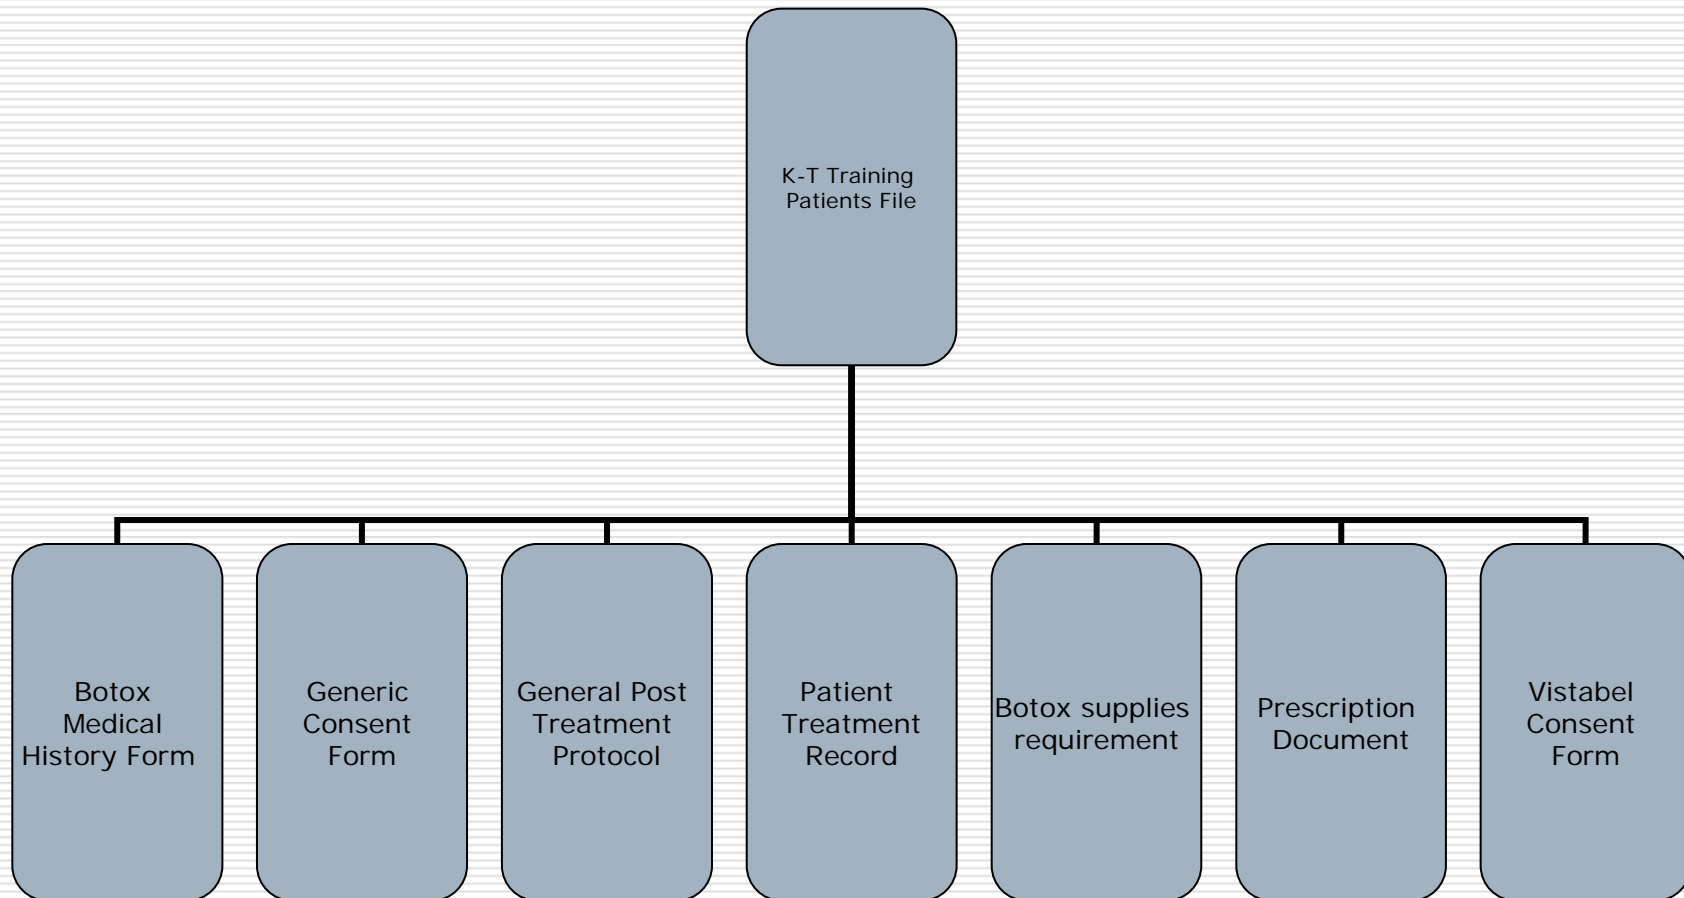 K-T Training
Patients File
Botox
Medical
History Form
Generic
Consent
Form
General Post
Treatment
Protocol
Patient
Treatment
Record
Botox supplies
requirement
Prescription
Document
Vistabel
Consent
Form